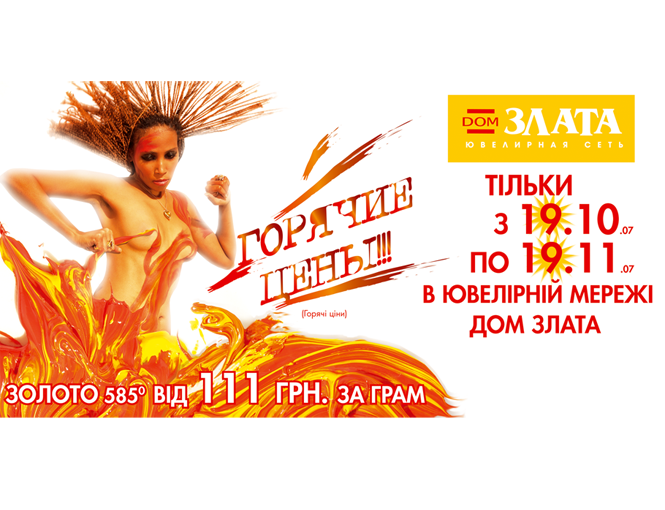 DOM ЗЛАТА
ЮВЕЛИРНАЯ СЕТЬ
ГОРЯЧИЕ
ЦЕНЫ!!!
(Горячі ціни)
ТІЛЬКИ
З 19.10.07
ПО 19.11.07
В ЮВЕЛІРНІЙ МЕРЕЖІ
ДОМ ЗЛАТА
ЗОЛОТО 585⁰ ВІД 111 ГРН. ЗА ГРАМ